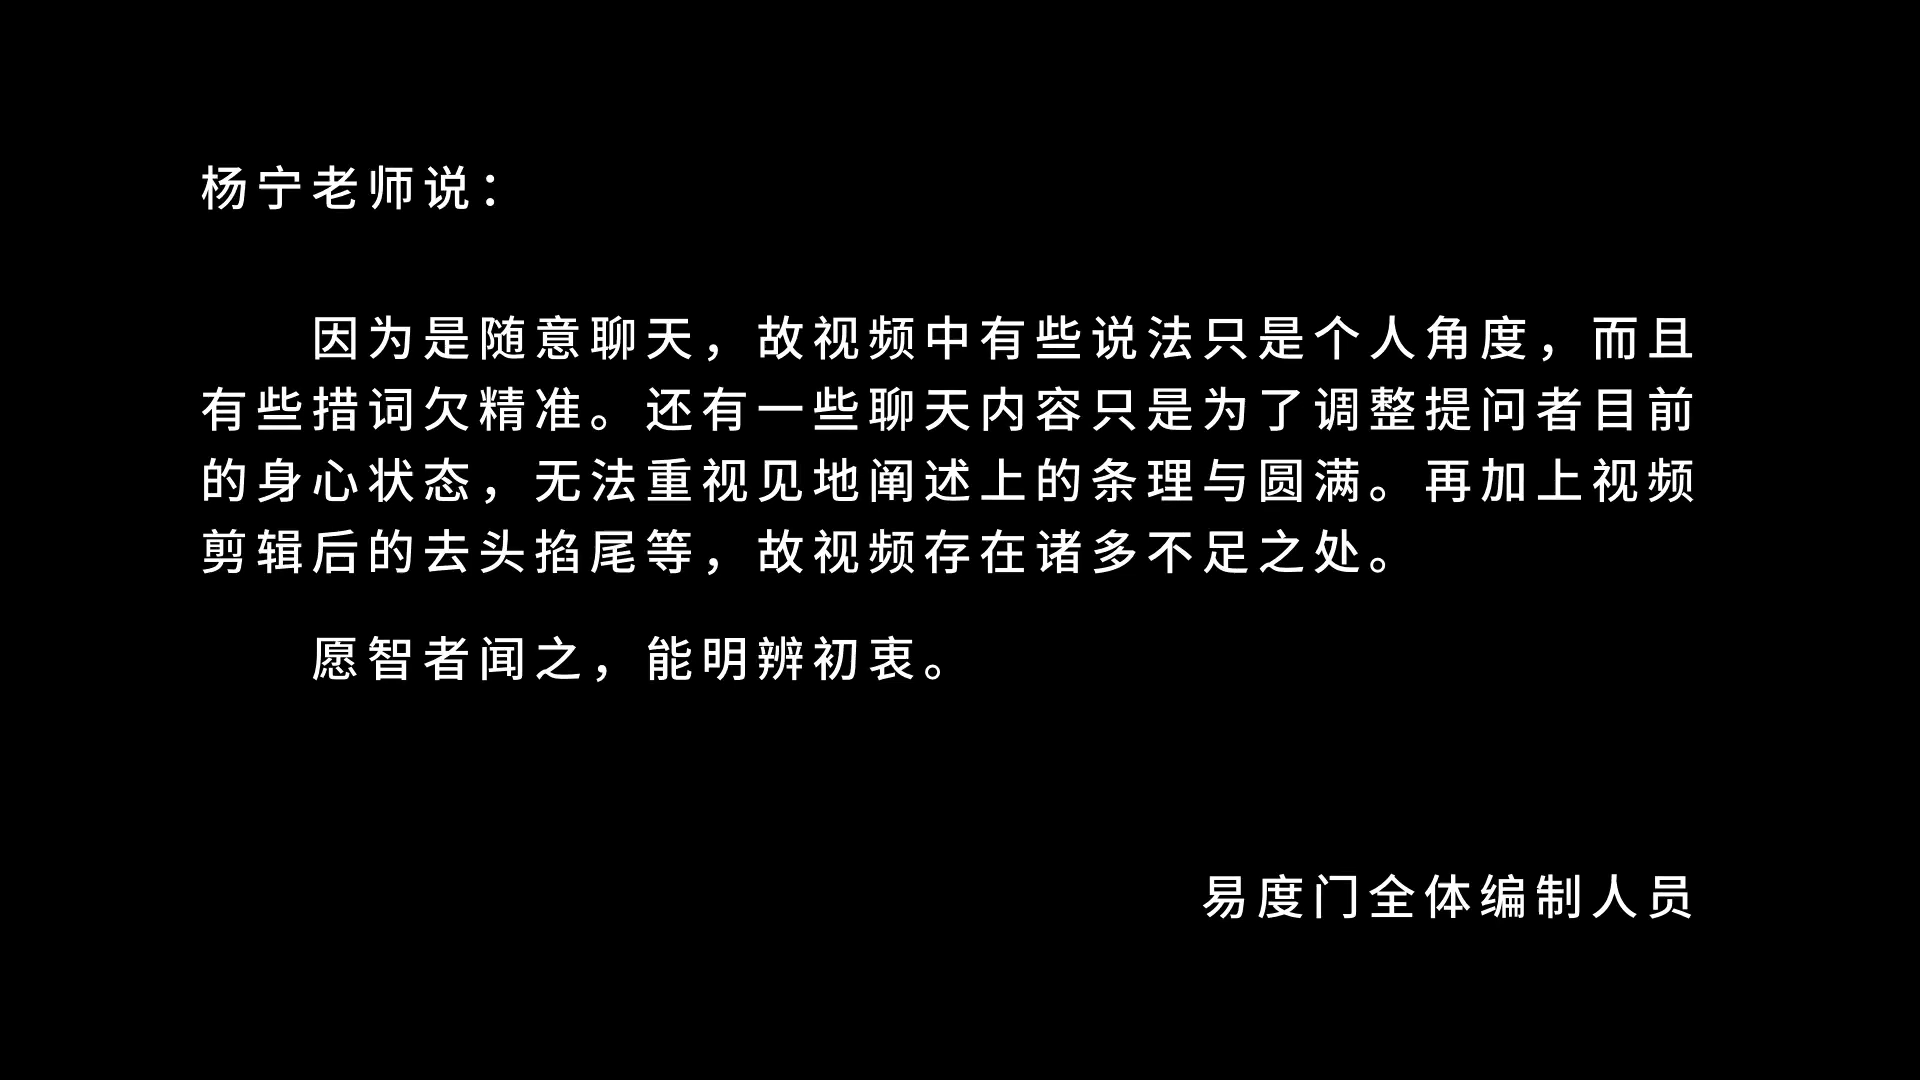 杨宁老师说：
因为是随意聊天，故视频中有些说法只是个人角度，而且
有些措词欠精准。还有一些聊天内容只是为了调整提问者目前
的身心状态，无法重视见地阐述上的条理与圆满。再加上视频
剪辑后的去头掐尾等，故视频存在诸多不足之处。
愿智者闻之，能明辨初衷。
易度门全体编制人员